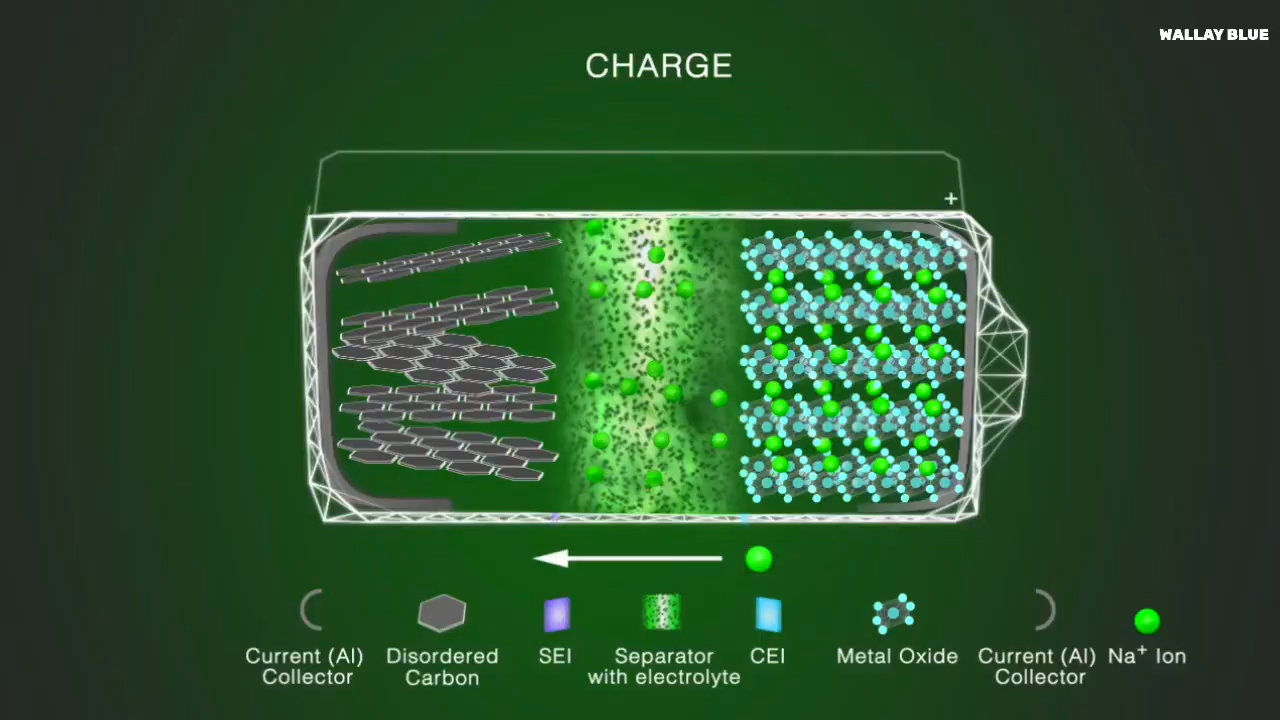 WALLAY BLUE
CHARGE
+
Current (Al) Disordered SEI Separator CEI Metal Oxide Current (Al) Na⁺ Ion
Collector Carbon with electrolyte Collector